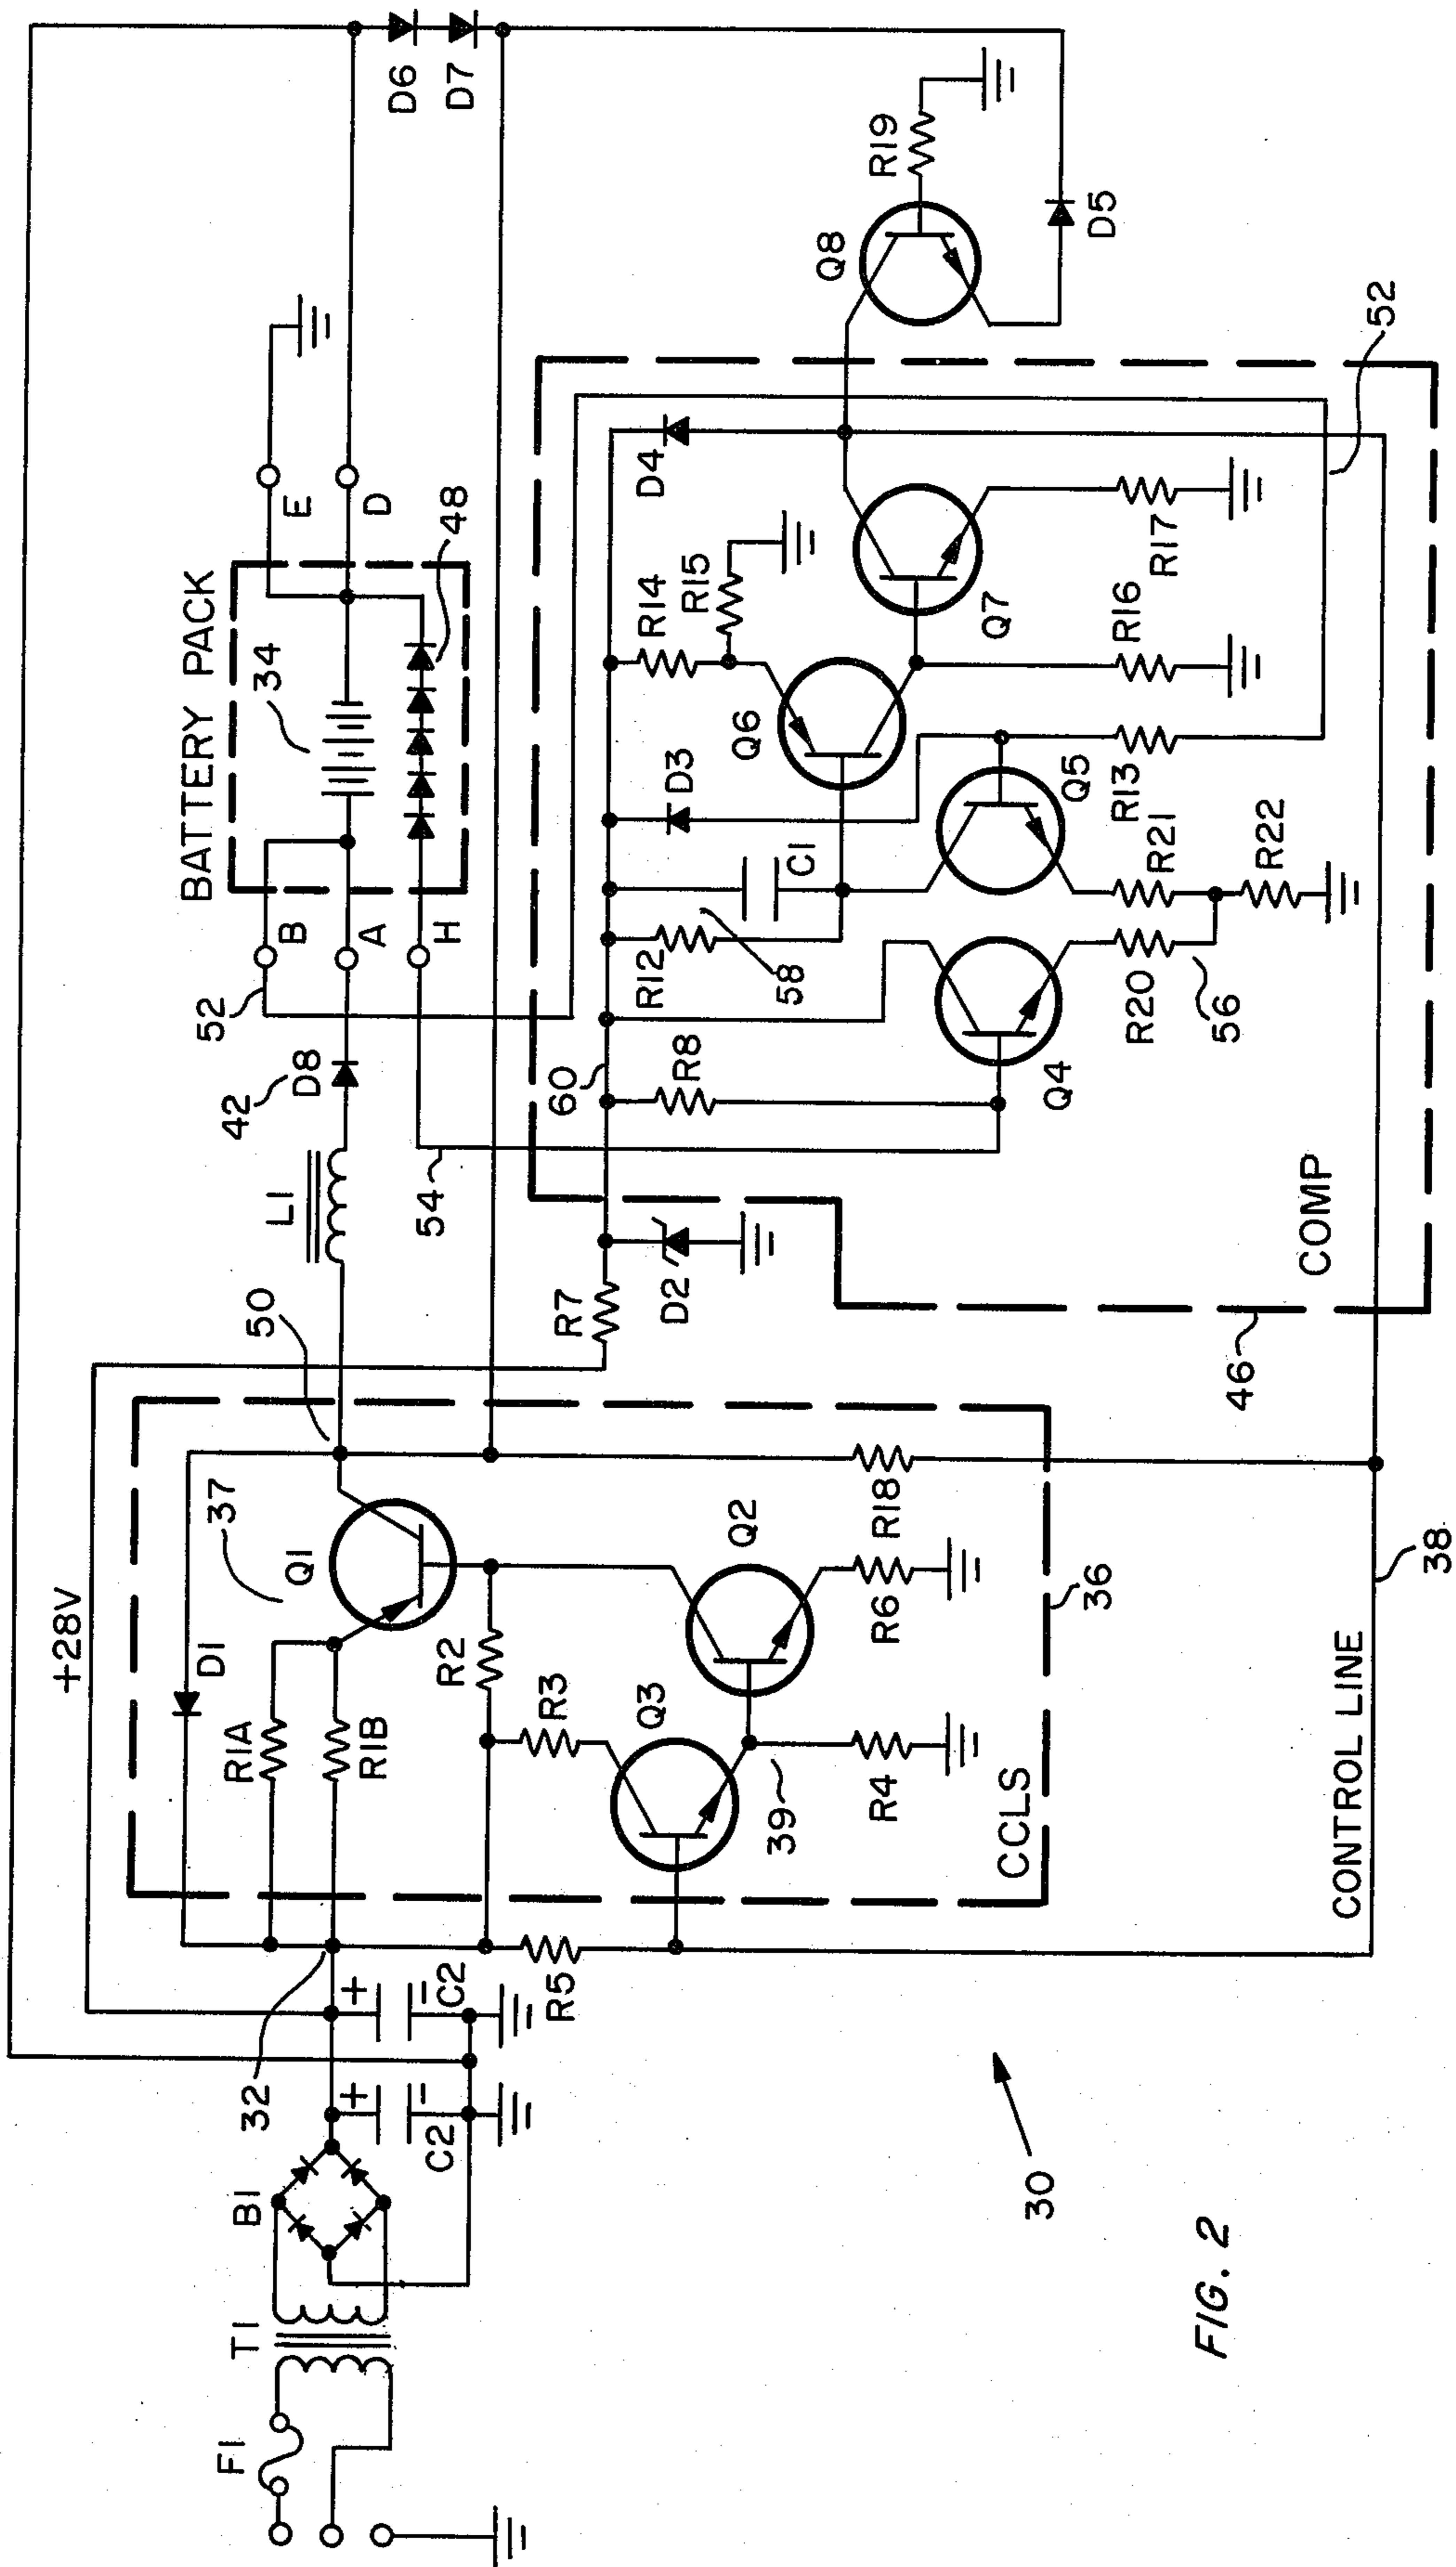 F1
T1
B1
32
+
C2
+
C2
+28V
R1A
D1
R1B
37
Q1
50
L1
42
D8
52
B
A
H
BATTERY PACK
34
48
E
D
D6
D7
R5
R2
R3
Q3
39
R4
Q2
R6
R18
CCLS
36
CONTROL LINE
38
54
R7
D2
60
R8
R12
58
C1
D3
Q4
R20
56
R21
R22
Q5
R13
Q6
R14
R15
D4
Q7
R16
R17
52
COMP
46
Q8
R19
D5
30
FIG. 2